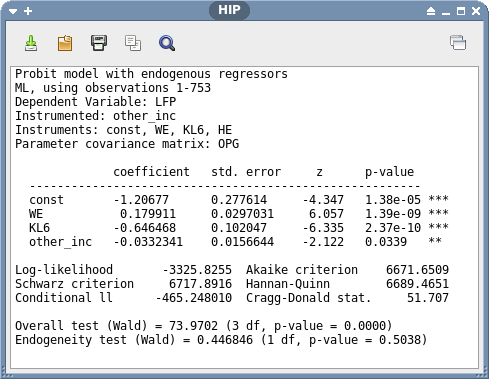 HIP
Probit model with endogenous regressors
ML, using observations 1-753
Dependent Variable: LFP
Instrumented: other_inc
Instruments: const, WE, KL6, HE
Parameter covariance matrix: OPG
coefficient std. error z p-value
-----------------------------------------------------------
const -1.20677 0.277614 -4.347 1.38e-05 ***
WE 0.179911 0.0297031 6.057 1.39e-09 ***
KL6 -0.646468 0.102047 -6.335 2.37e-10 ***
other_inc -0.0332341 0.0156644 -2.122 0.0339 **
Log-likelihood -3325.8255 Akaike criterion 6671.6509
Schwarz criterion 6717.8916 Hannan-Quinn 6689.4651
Conditional ll -465.248010 Cragg-Donald stat. 51.707
Overall test (Wald) = 73.9702 (3 df, p-value = 0.0000)
Endogeneity test (Wald) = 0.446846 (1 df, p-value = 0.5038)